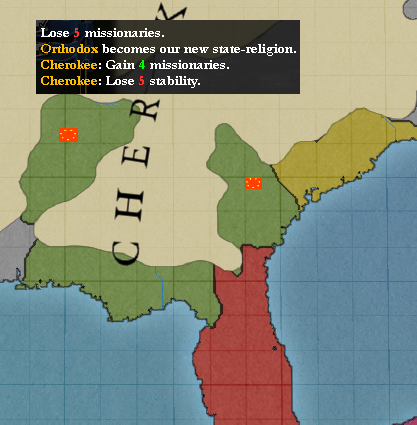 Lose 5 missionaries.
Orthodox becomes our new state-religion.
Cherokee: Gain 4 missionaries.
Cherokee: Lose 5 stability.
CHER K